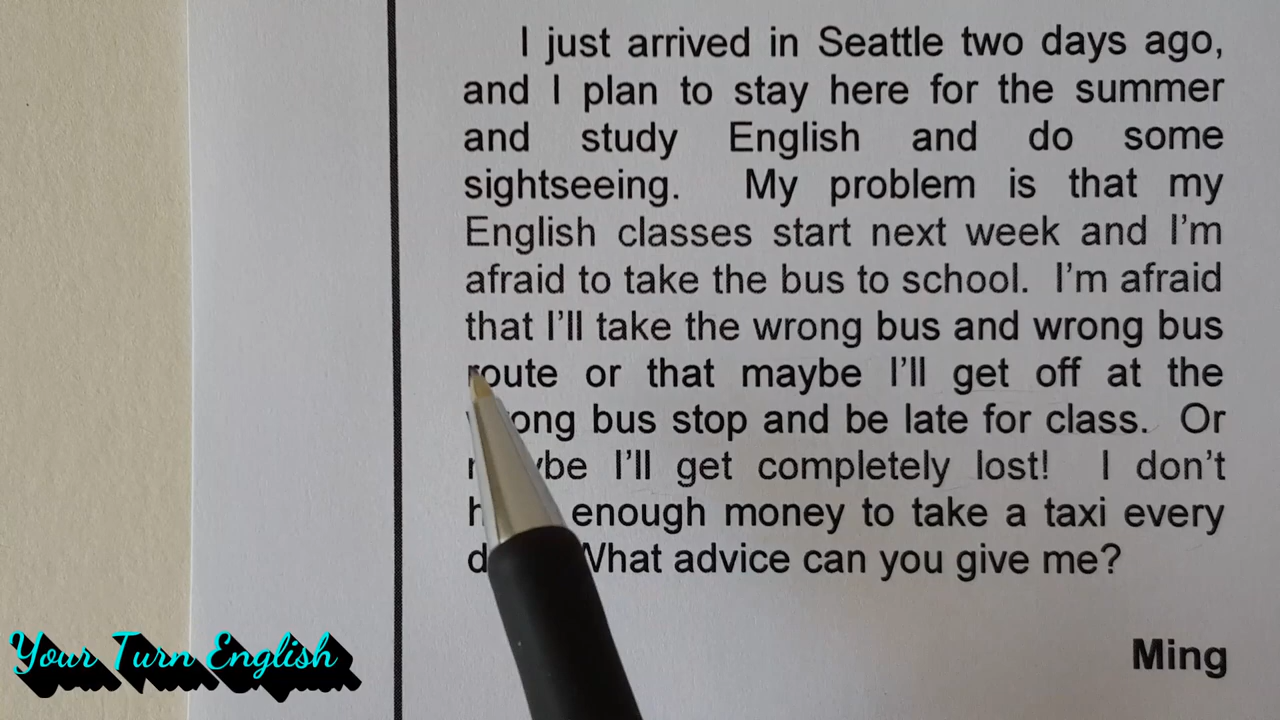 I just arrived in Seattle two days ago,
and I plan to stay here for the summer
and study English and do some
sightseeing. My problem is that my
English classes start next week and I'm
afraid to take the bus to school. I'm afraid
that I'll take the wrong bus and wrong bus
route or that maybe I'll get off at the
wrong bus stop and be late for class. Or
maybe I'll get completely lost! I don't
enough money to take a taxi every
What advice can you give me?
Ming
Your Turn English